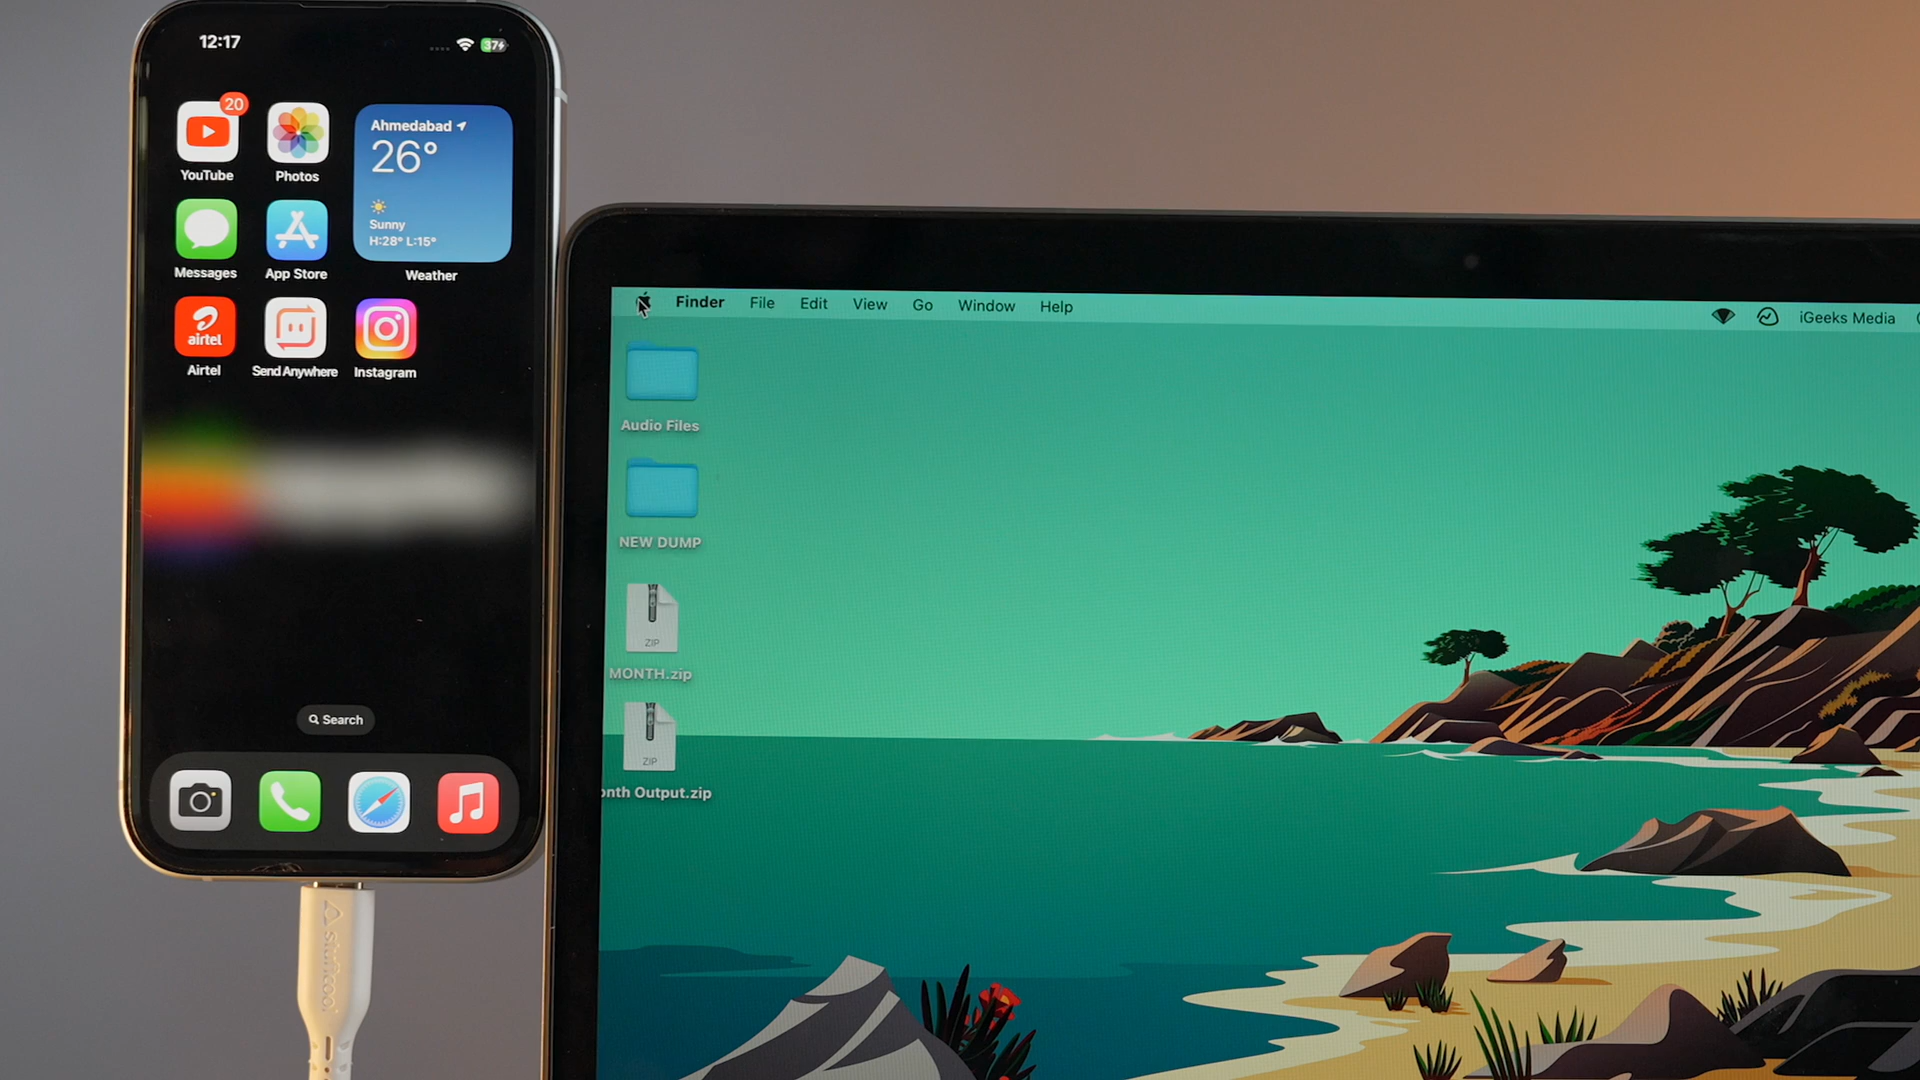 12:17
37
20
YouTube
Photos
Ahmedabad
26°
Sunny
H:28° L:15°
Weather
Messages
App Store
airtel
Airtel
Send Anywhere
Instagram
Search
Finder File Edit View Go Window Help
iGeeks Media
Audio Files
NEW DUMP
ZIP
MONTH.zip
ZIP
onth Output.zip